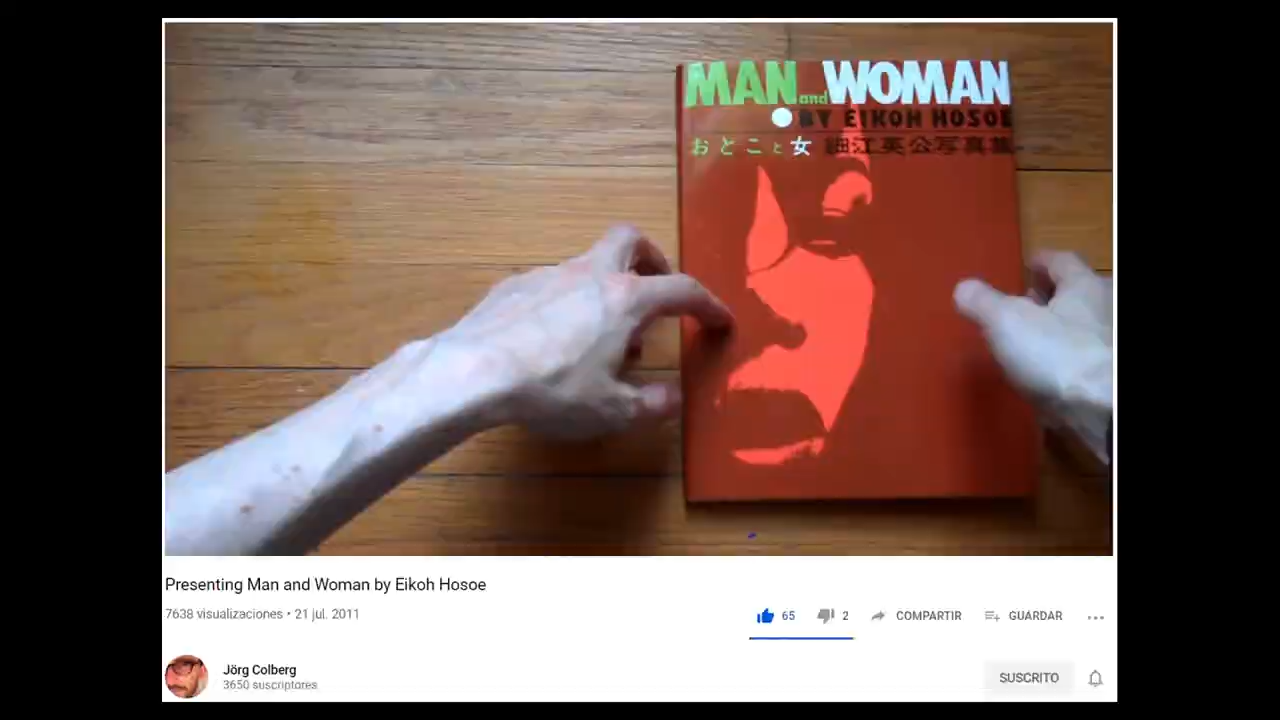 MAN and WOMAN
BY EIKOH HOSOE
おとこと女 細江英公写真集
Presenting Man and Woman by Eikoh Hosoe
7638 visualizaciones • 21 jul. 2011
65 2 COMPARTIR GUARDAR
Jörg Colberg
3650 suscriptores
SUSCRITO